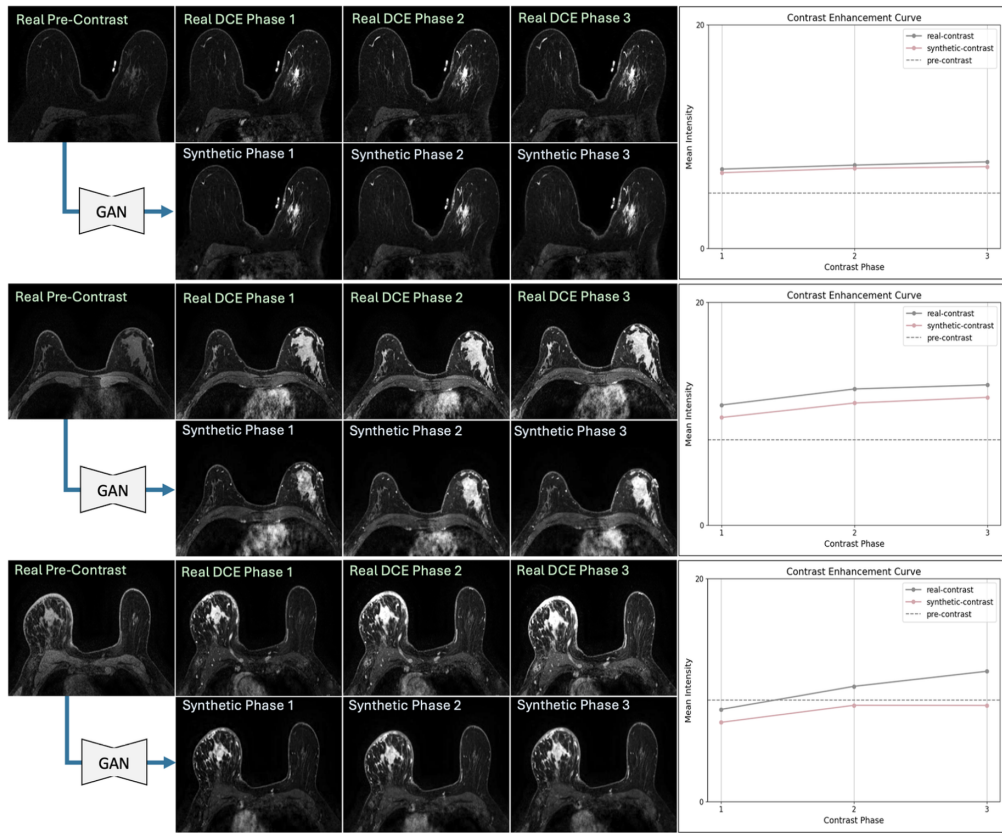 Real Pre-Contrast
Real DCE Phase 1
Real DCE Phase 2
Real DCE Phase 3
Synthetic Phase 1
Synthetic Phase 2
Synthetic Phase 3
GAN
Contrast Enhancement Curve
real-contrast
synthetic-contrast
pre-contrast
20
Mean Intensity
0
1
2
3
Contrast Phase
Real Pre-Contrast
Real DCE Phase 1
Real DCE Phase 2
Real DCE Phase 3
Synthetic Phase 1
Synthetic Phase 2
Synthetic Phase 3
GAN
Contrast Enhancement Curve
real-contrast
synthetic-contrast
pre-contrast
20
Mean Intensity
0
1
2
3
Contrast Phase
Real Pre-Contrast
Real DCE Phase 1
Real DCE Phase 2
Real DCE Phase 3
Synthetic Phase 1
Synthetic Phase 2
Synthetic Phase 3
GAN
Contrast Enhancement Curve
real-contrast
synthetic-contrast
pre-contrast
20
Mean Intensity
0
1
2
3
Contrast Phase